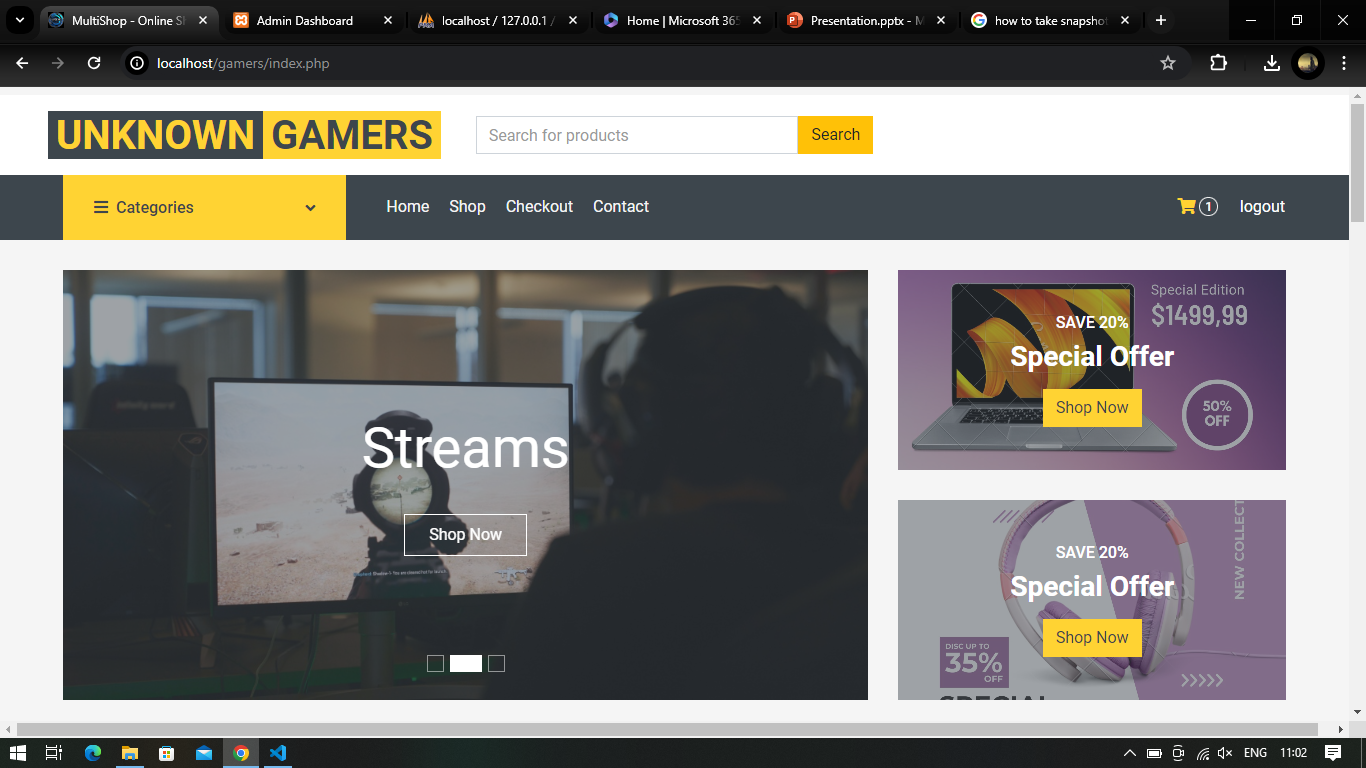 MultiShop - Online Sh
Admin Dashboard
localhost / 127.0.0.1 /
Home | Microsoft 365
Presentation.pptx - M
how to take snapshot
localhost/gamers/index.php
UNKNOWN GAMERS
Search for products
Search
Categories
Home
Shop
Checkout
Contact
1
logout
Streams
Shop Now
Special Edition
$1499,99
SAVE 20%
Special Offer
Shop Now
50%
OFF
NEW COLLECT
SAVE 20%
Special Offer
Shop Now
DISC UP TO
35%
OFF
SPECIAL
ENG
11:02